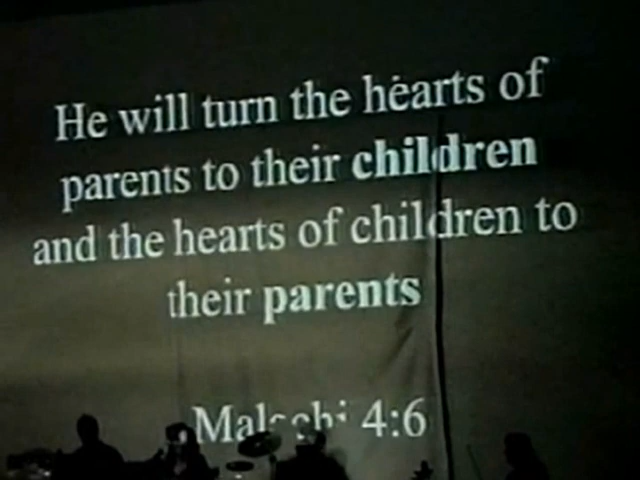 He will turn the hearts of
parents to their children
and the hearts of children to
their parents
Malachi 4:6